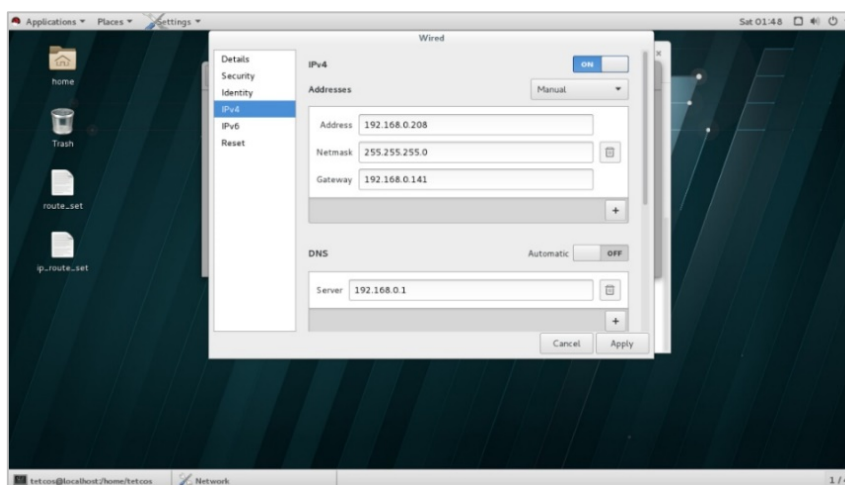 Applications Places Settings Sat 01:48
Wired
home
Trash
route_set
ip_route_set
Details
Security
Identity
IPv4
IPv6
Reset
IPv4 ON
Addresses Manual
Address 192.168.0.208
Netmask 255.255.255.0
Gateway 192.168.0.141
+
DNS Automatic OFF
Server 192.168.0.1
+
Cancel Apply
tetcos@localhost:/home/tetcos Network